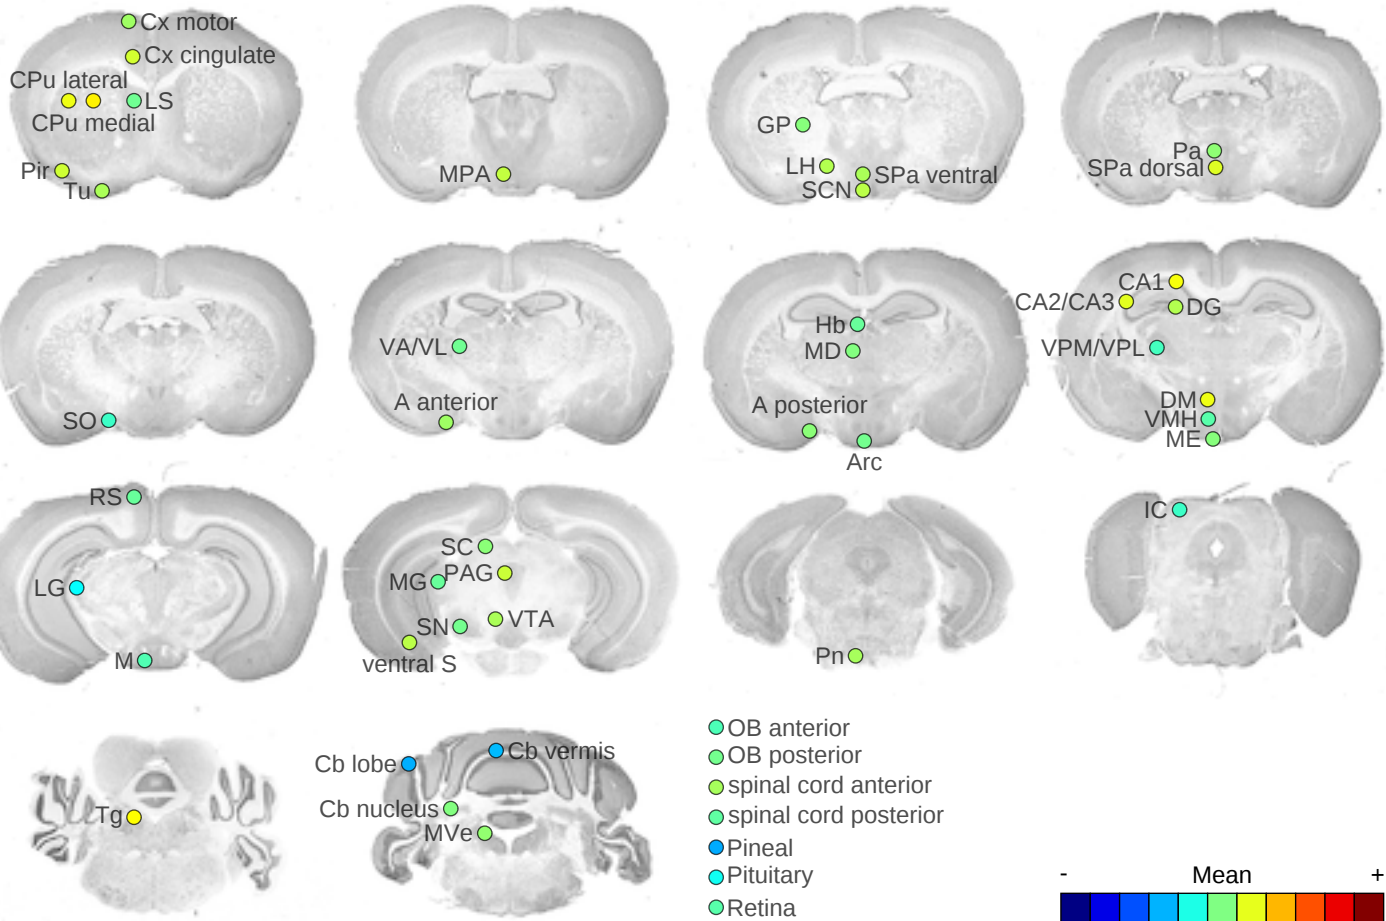 Cx motor
Cx cingulate
CPu lateral
LS
CPu medial
Pir
Tu
MPA
GP
LH
SPa ventral
SCN
Pa
SPa dorsal
SO
VA/VL
A anterior
Hb
MD
A posterior
Arc
CA1
CA2/CA3
DG
VPM/VPL
DM
VMH
ME
RS
LG
M
SC
PAG
MG
VTA
SN
ventral S
Pn
IC
Tg
Cb vermis
Cb lobe
Cb nucleus
MVe
OB anterior
OB posterior
spinal cord anterior
spinal cord posterior
Pineal
Pituitary
Retina
- Mean +